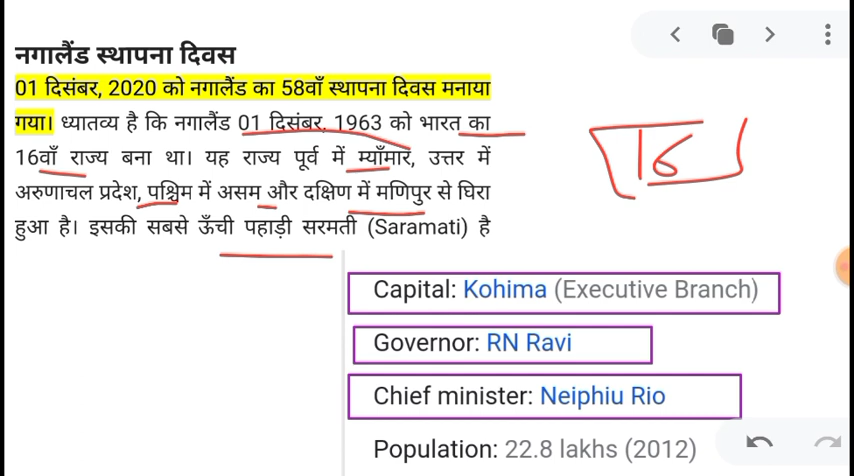 नगालैंड स्थापना दिवस
01 दिसंबर, 2020 को नगालैंड का 58वाँ स्थापना दिवस मनाया
गया। ध्यातव्य है कि नगालैंड 01 दिसंबर, 1963 को भारत का
16वाँ राज्य बना था। यह राज्य पूर्व में म्याँमार, उत्तर में
अरुणाचल प्रदेश, पश्चिम में असम और दक्षिण में मणिपुर से घिरा
हुआ है। इसकी सबसे ऊँची पहाड़ी सरमती (Saramati) है
16
Capital: Kohima (Executive Branch)
Governor: RN Ravi
Chief minister: Neiphiu Rio
Population: 22.8 lakhs (2012)